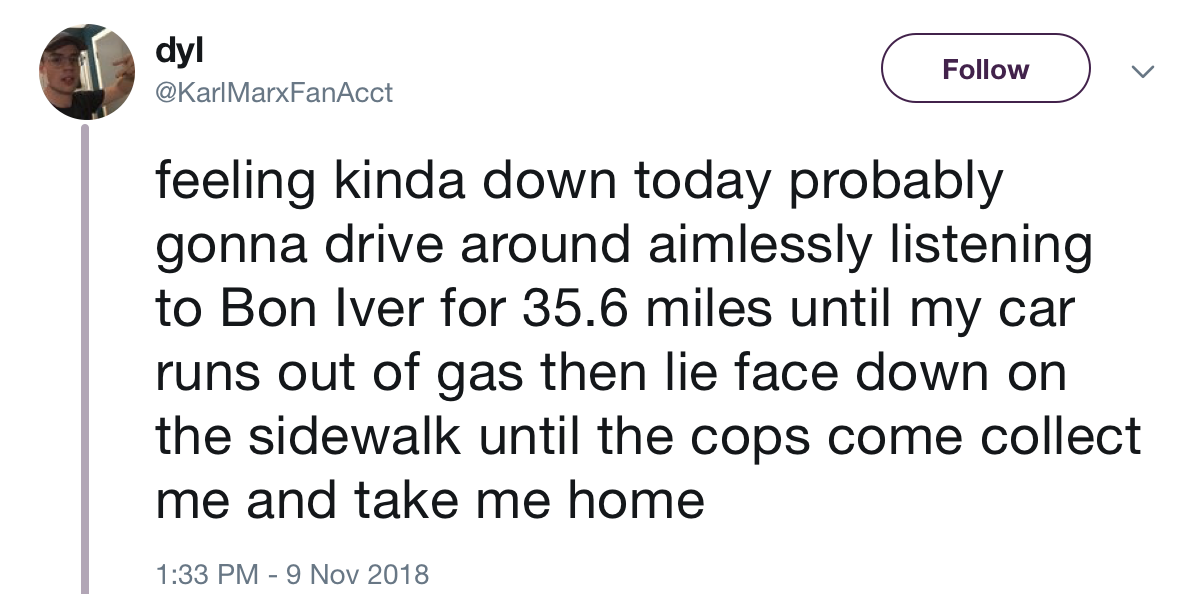 dyl
@KarlMarxFanAcct
Follow
feeling kinda down today probably
gonna drive around aimlessly listening
to Bon Iver for 35.6 miles until my car
runs out of gas then lie face down on
the sidewalk until the cops come collect
me and take me home
1:33 PM - 9 Nov 2018